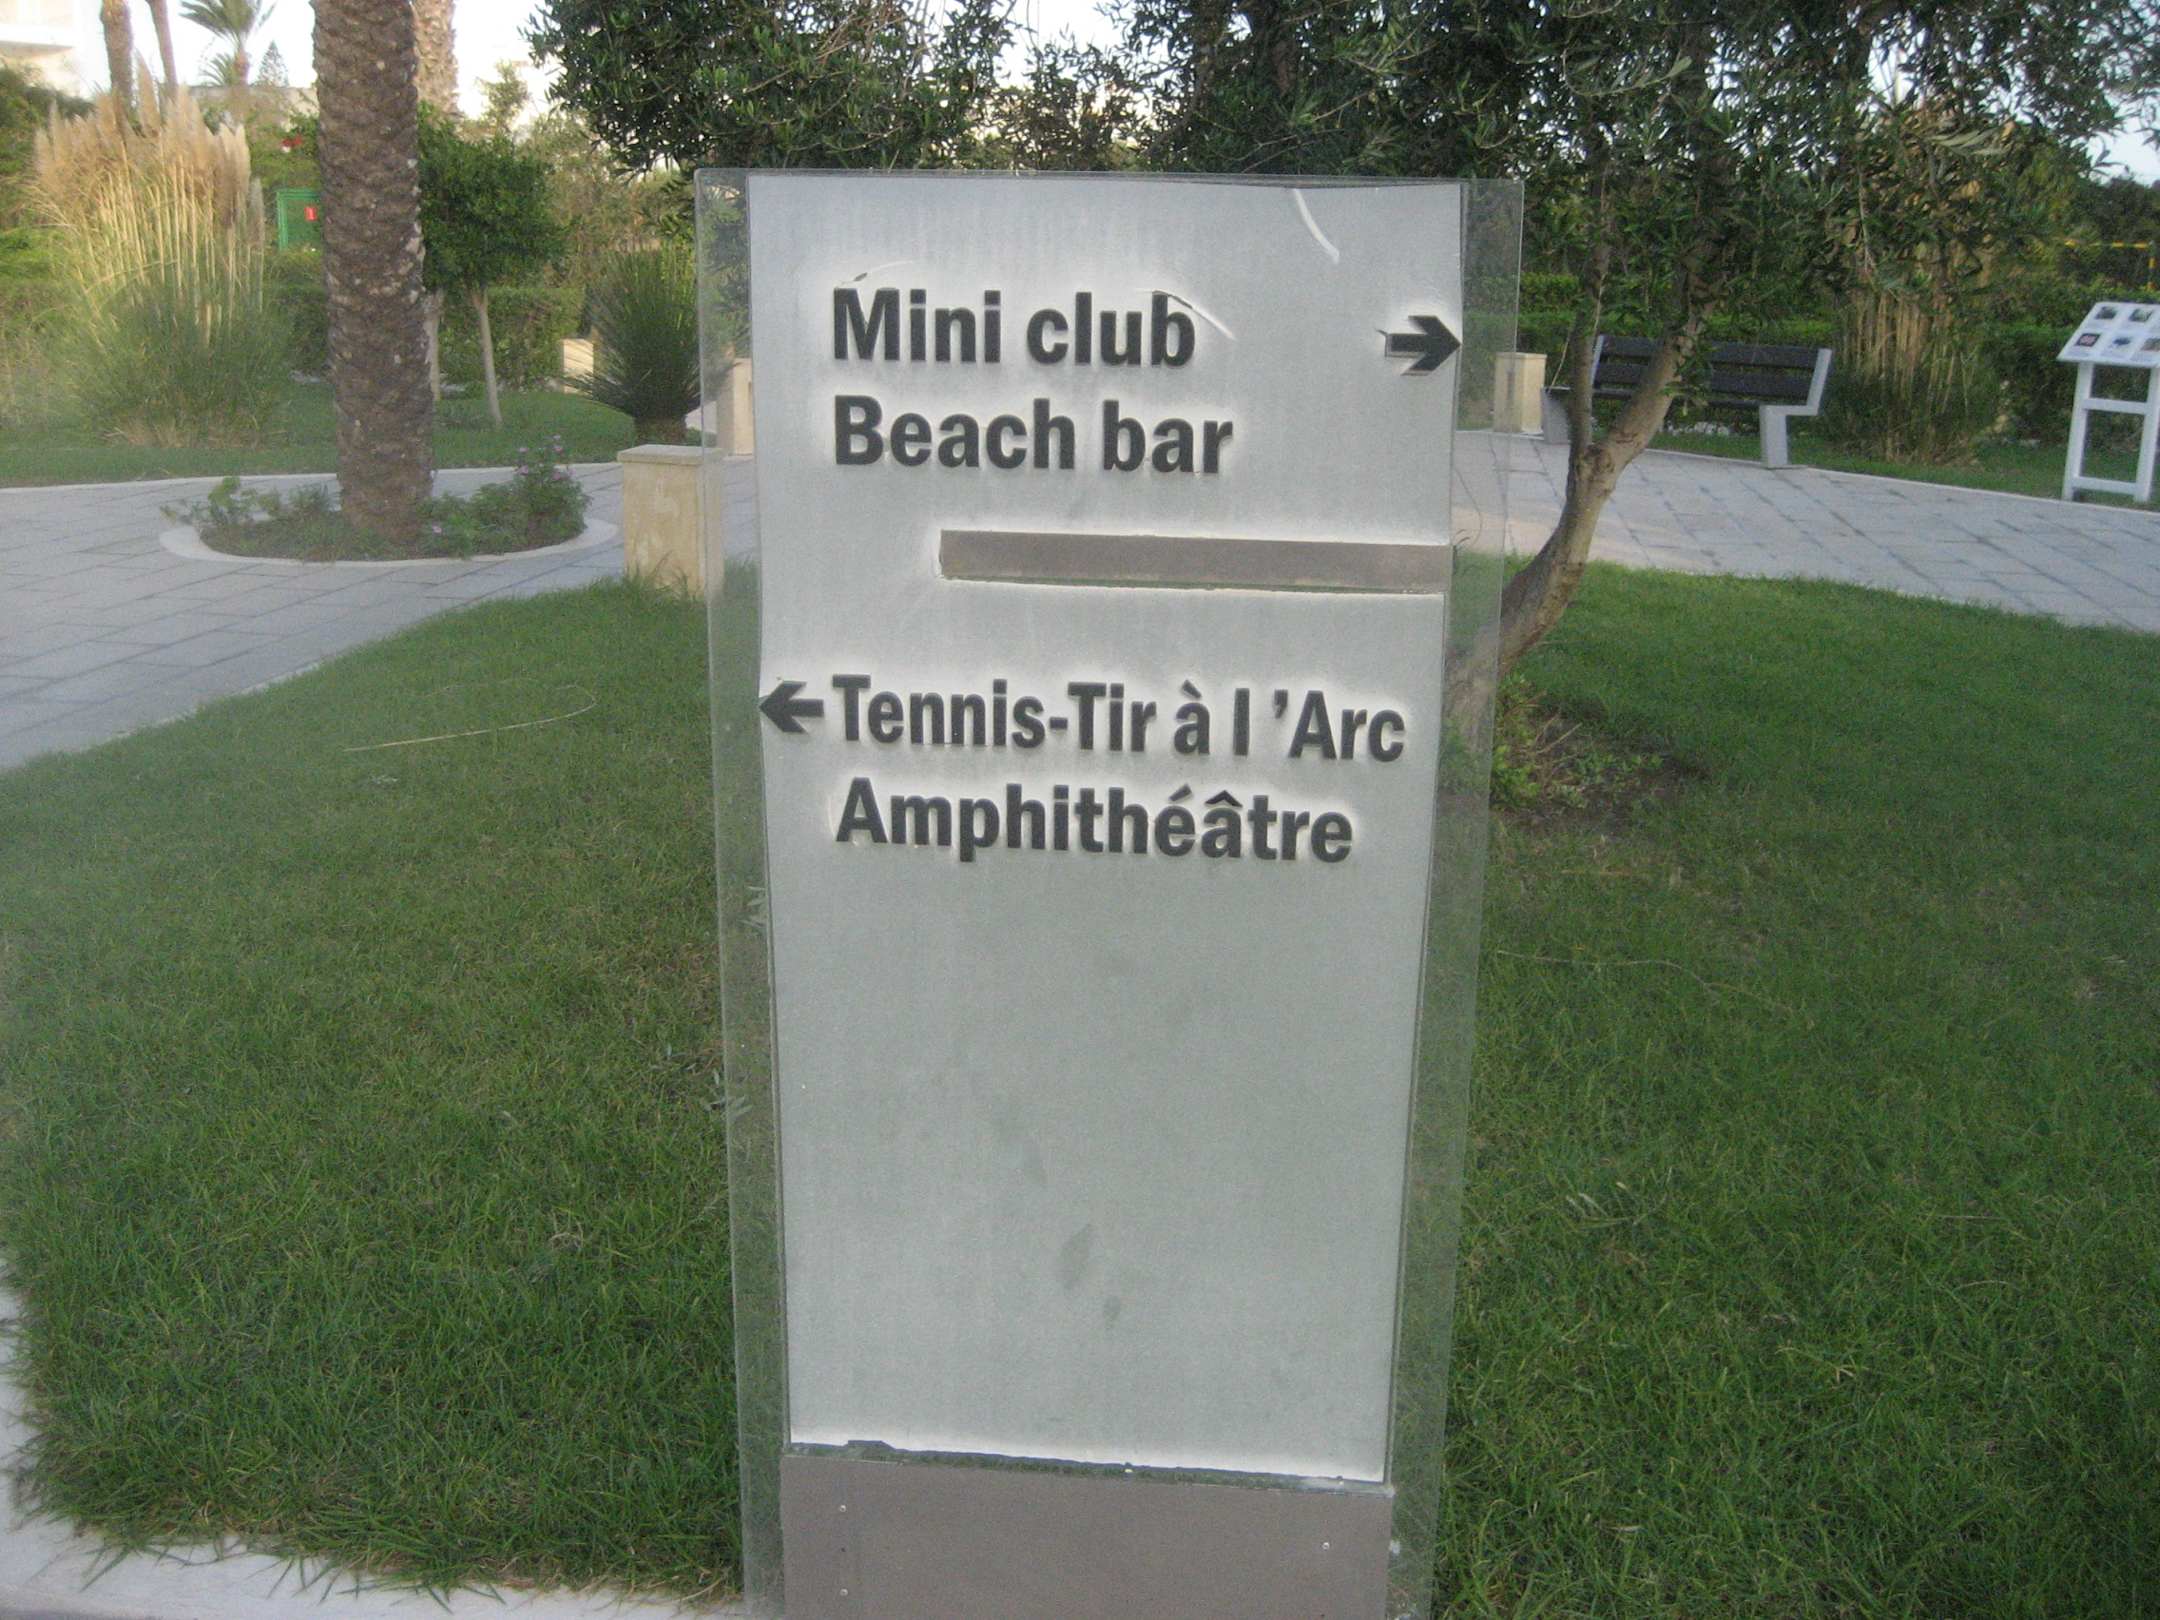 Mini club →
Beach bar
← Tennis-Tir à l 'Arc
Amphithéâtre